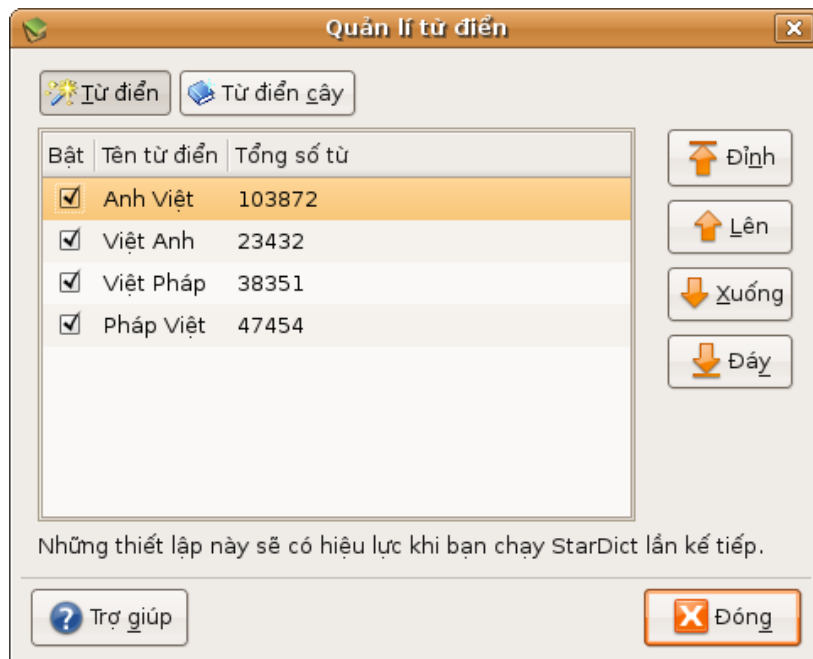 Quản lí từ điển
Từ điển Từ điển cây
Bật Tên từ điển Tổng số từ
Anh Việt 103872
Việt Anh 23432
Việt Pháp 38351
Pháp Việt 47454
Đỉnh
Lên
Xuống
Đáy
Những thiết lập này sẽ có hiệu lực khi bạn chạy StarDict lần kế tiếp.
Trợ giúp Đóng